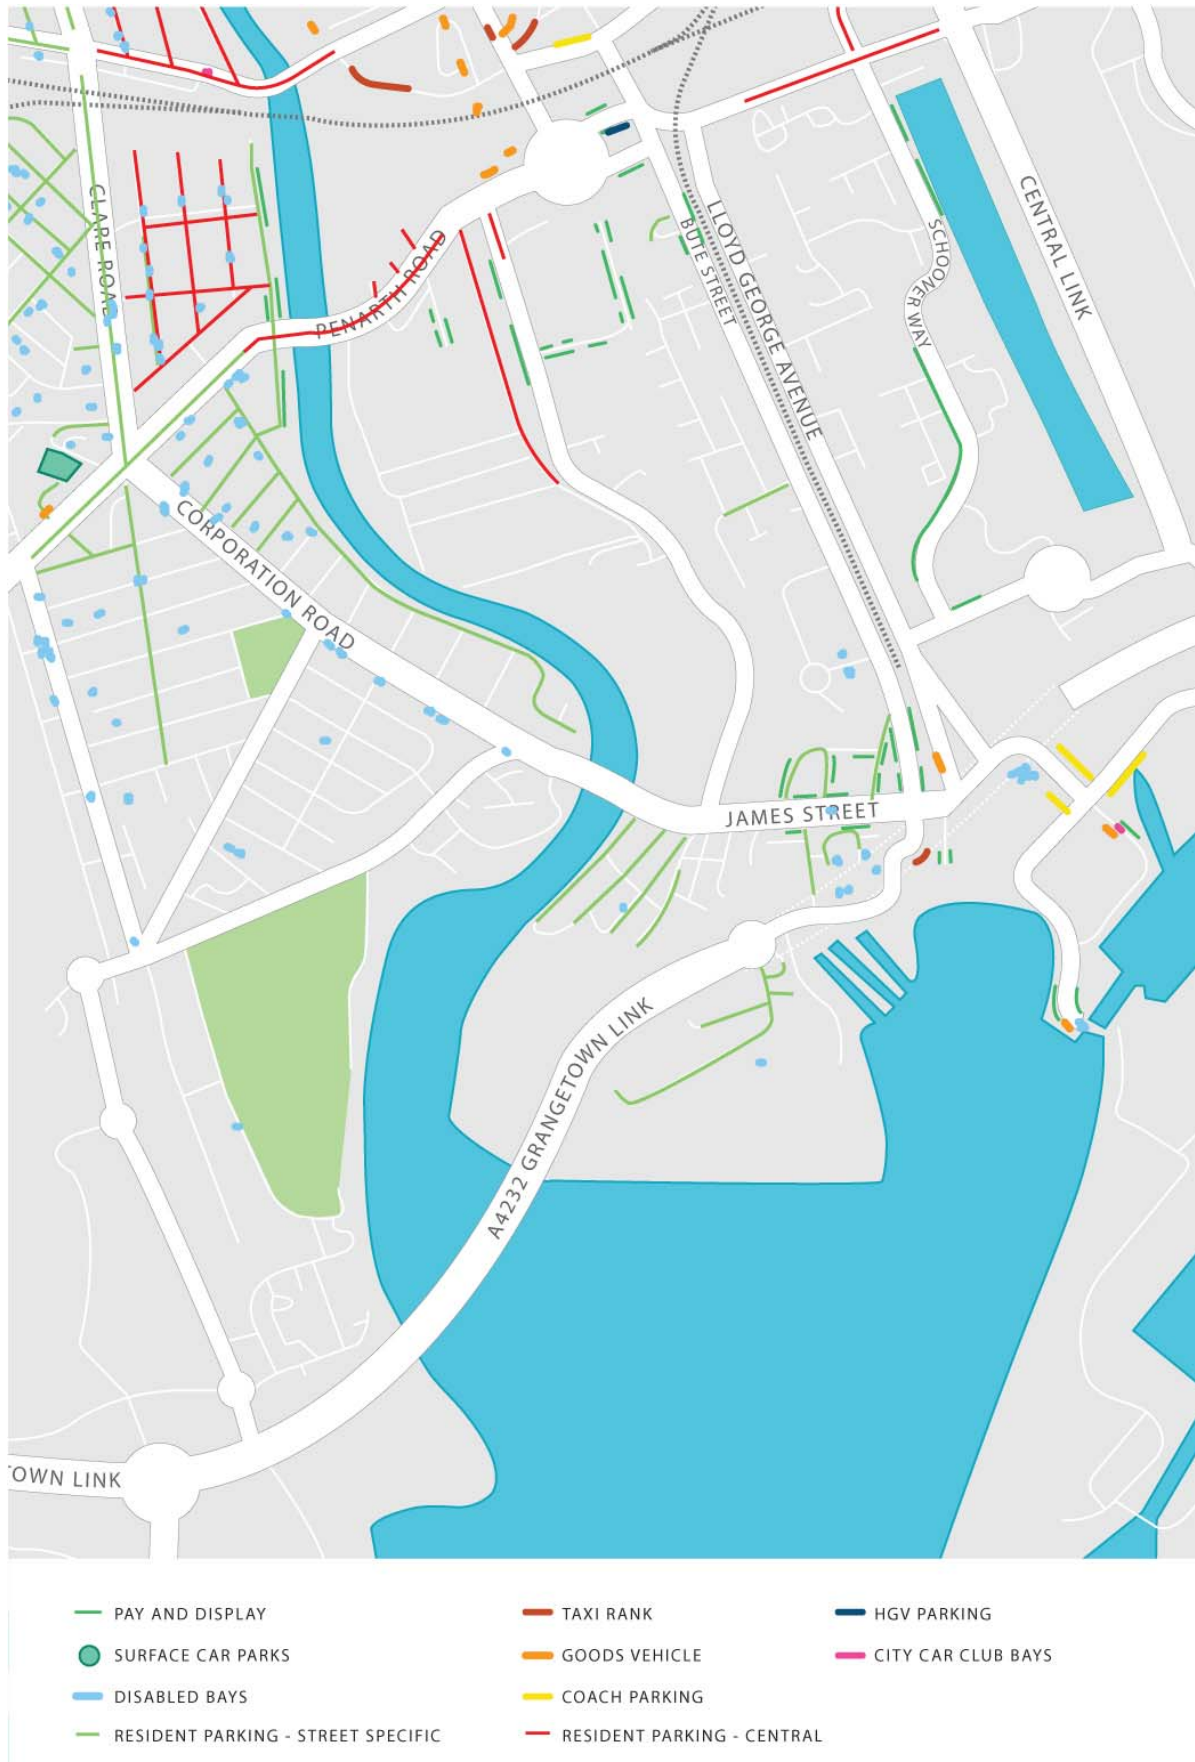 CLARE ROAD
PENARTH ROAD
BUTE STREET
LLOYD GEORGE AVENUE
SCHOONER WAY
CENTRAL LINK
CORPORATION ROAD
JAMES STREET
A4232 GRANGETOWN LINK
TOWN LINK
PAY AND DISPLAY
SURFACE CAR PARKS
DISABLED BAYS
RESIDENT PARKING - STREET SPECIFIC
TAXI RANK
GOODS VEHICLE
COACH PARKING
RESIDENT PARKING - CENTRAL
HGV PARKING
CITY CAR CLUB BAYS